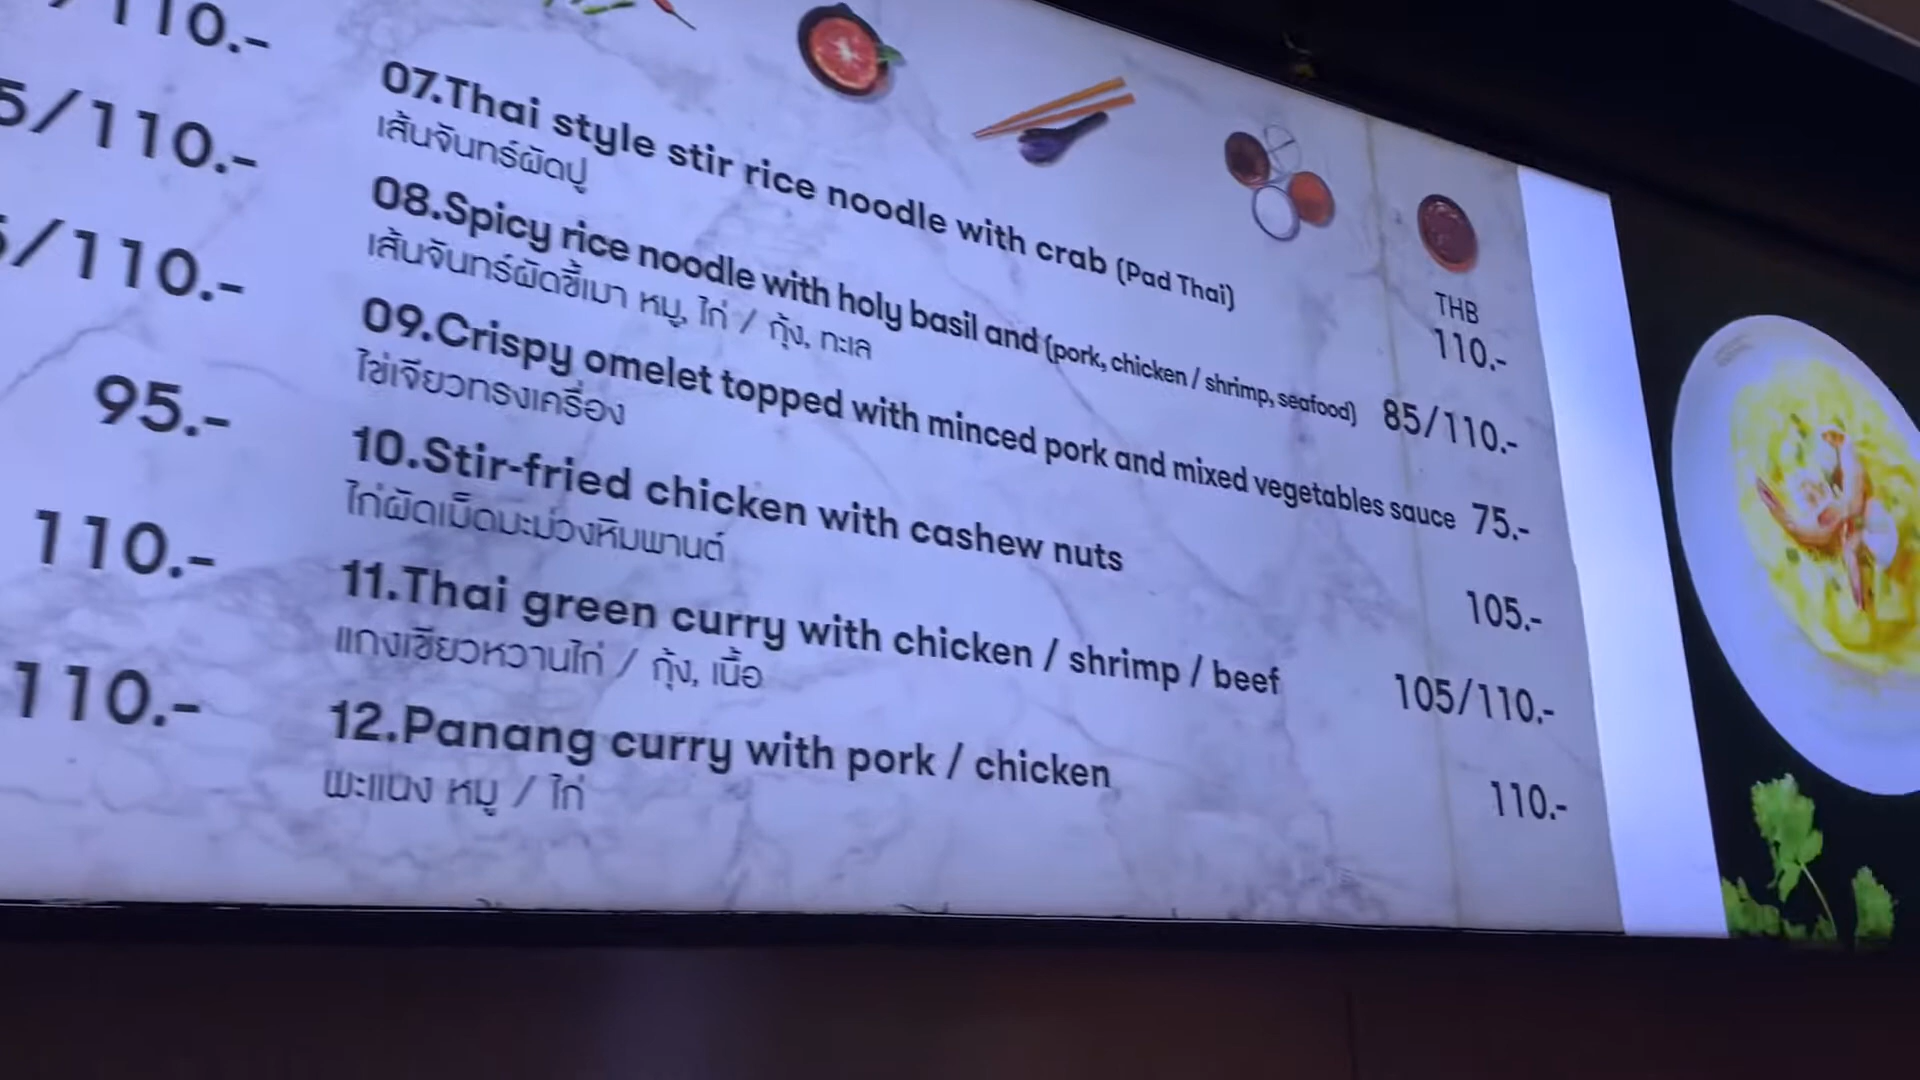 110.-
/110.-
/110.-
95.-
110.-
110.-
07.Thai style stir rice noodle with crab (Pad Thai)
เส้นจันทร์ผัดปู
THB
110.-
08.Spicy rice noodle with holy basil and (pork, chicken / shrimp, seafood) 85/110.-
เส้นจันทร์ผัดขี้เมา หมู, ไก่ / กุ้ง, ทะเล
09.Crispy omelet topped with minced pork and mixed vegetables sauce 75.-
ไข่เจียวทรงเครื่อง
10.Stir-fried chicken with cashew nuts 105.-
ไก่ผัดเม็ดมะม่วงหิมพานต์
11.Thai green curry with chicken / shrimp / beef 105/110.-
แกงเขียวหวานไก่ / กุ้ง, เนื้อ
12.Panang curry with pork / chicken 110.-
พะแนง หมู / ไก่